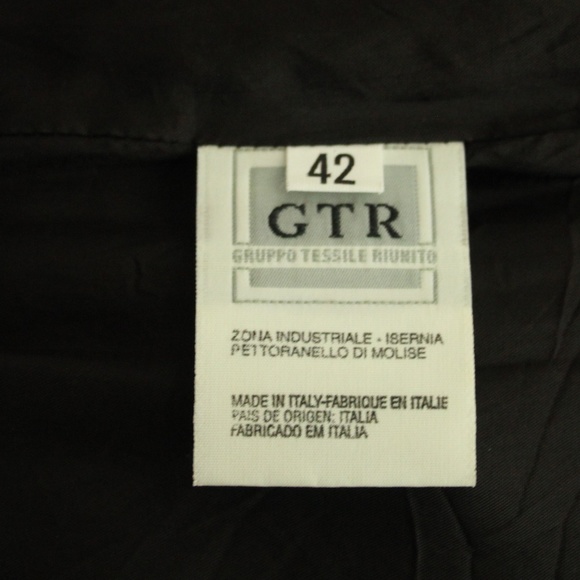 42
GTR
GRUPPO TESSILE RIUNITO
ZONA INDUSTRIALE - ISERNIA
PETTORANELLO DI MOLISE
MADE IN ITALY-FABRIQUE EN ITALIE
PAIS DE ORIGEN: ITALIA
FABRICADO EM ITALIA